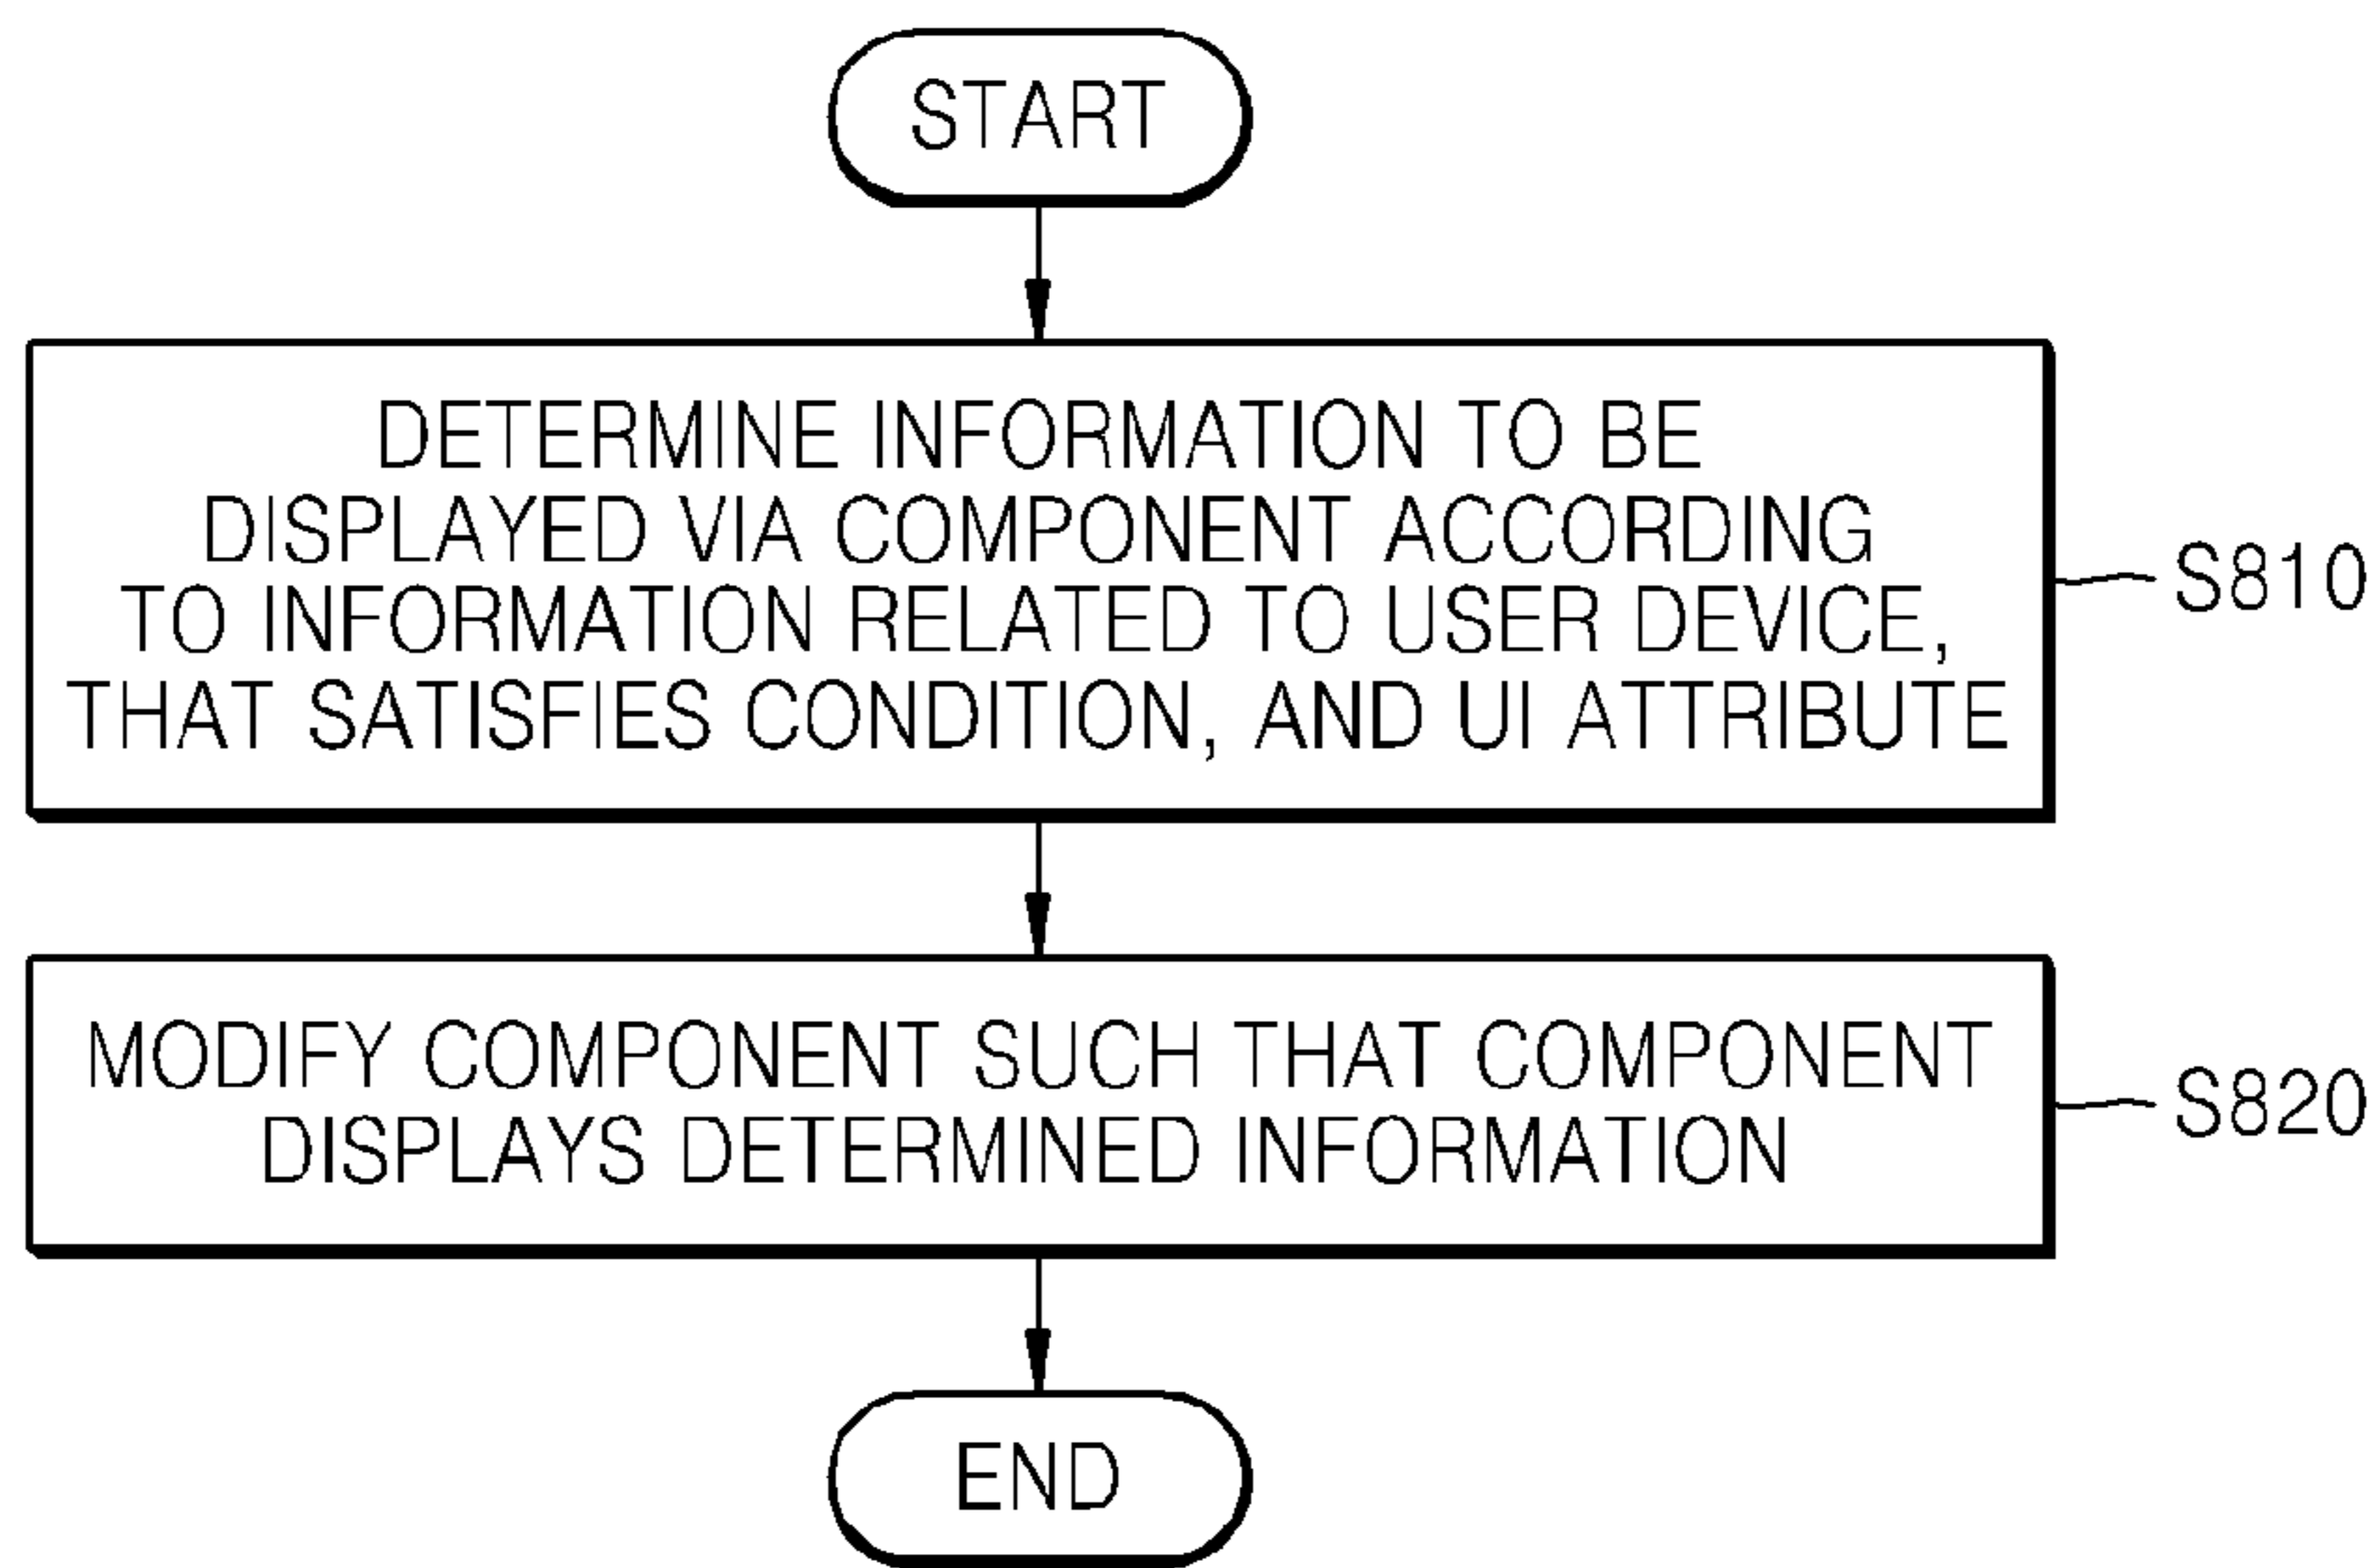 START
DETERMINE INFORMATION TO BE
DISPLAYED VIA COMPONENT ACCORDING
TO INFORMATION RELATED TO USER DEVICE,
THAT SATISFIES CONDITION, AND UI ATTRIBUTE
S810
MODIFY COMPONENT SUCH THAT COMPONENT
DISPLAYS DETERMINED INFORMATION
S820
END